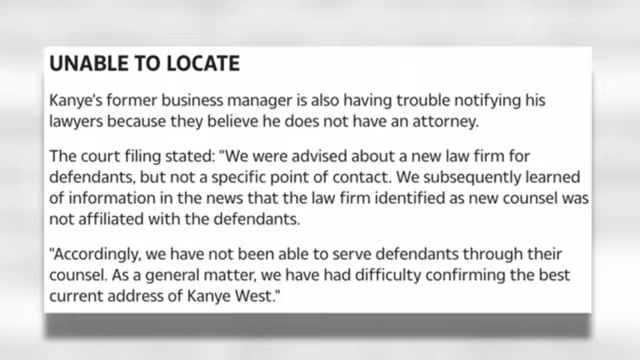 UNABLE TO LOCATE
Kanye's former business manager is also having trouble notifying his
lawyers because they believe he does not have an attorney.
The court filing stated: "We were advised about a new law firm for
defendants, but not a specific point of contact. We subsequently learned
of information in the news that the law firm identified as new counsel was
not affiliated with the defendants.
"Accordingly, we have not been able to serve defendants through their
counsel. As a general matter, we have had difficulty confirming the best
current address of Kanye West."